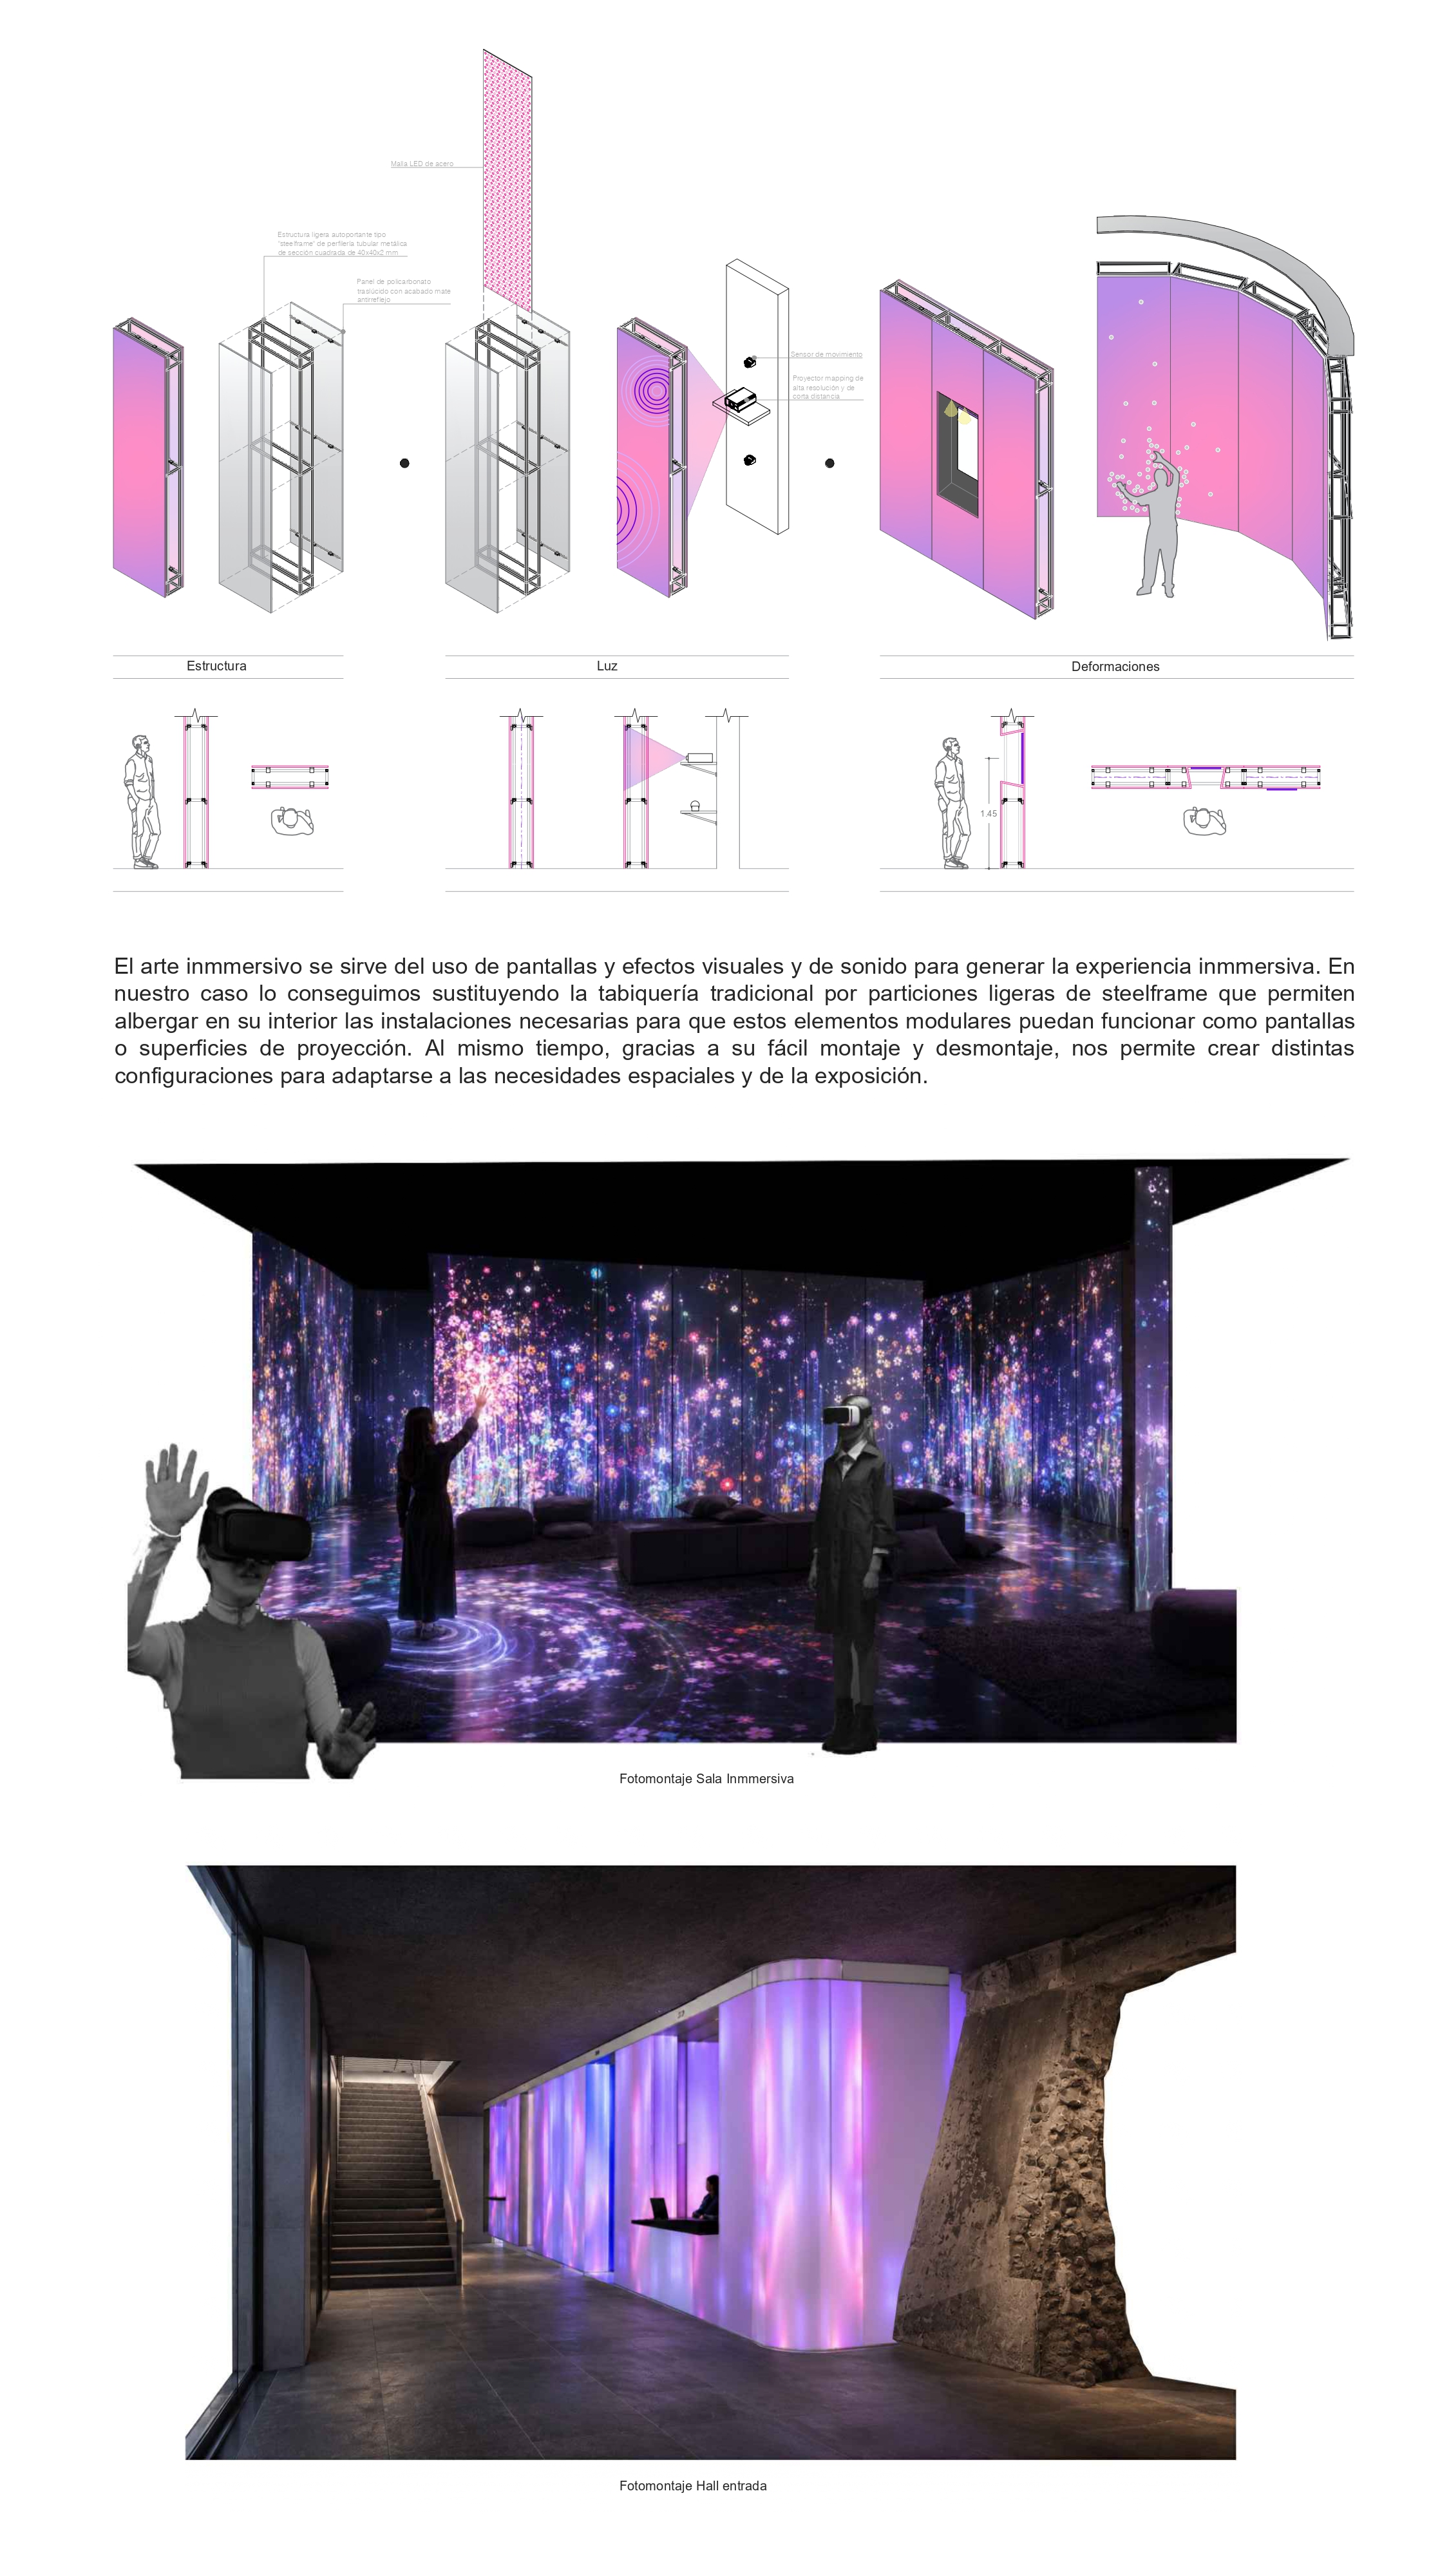 Malla LED de acero
Estructura ligera autoportante tipo
'steelframe' de perfilería tubular metálica
de sección cuadrada de 40x40x2 mm
Panel de policarbonato
traslúcido con acabado mate
antirreflejo
Sensor de movimiento
Proyector mapping de
alta resolución y de
corta distancia
Estructura
Luz
Deformaciones
1.45
El arte inmmersivo se sirve del uso de pantallas y efectos visuales y de sonido para generar la experiencia inmmersiva. En
nuestro caso lo conseguimos sustituyendo la tabiquería tradicional por particiones ligeras de steelframe que permiten
albergar en su interior las instalaciones necesarias para que estos elementos modulares puedan funcionar como pantallas
o superficies de proyección. Al mismo tiempo, gracias a su fácil montaje y desmontaje, nos permite crear distintas
configuraciones para adaptarse a las necesidades espaciales y de la exposición.
Fotomontaje Sala Inmmersiva
Fotomontaje Hall entrada